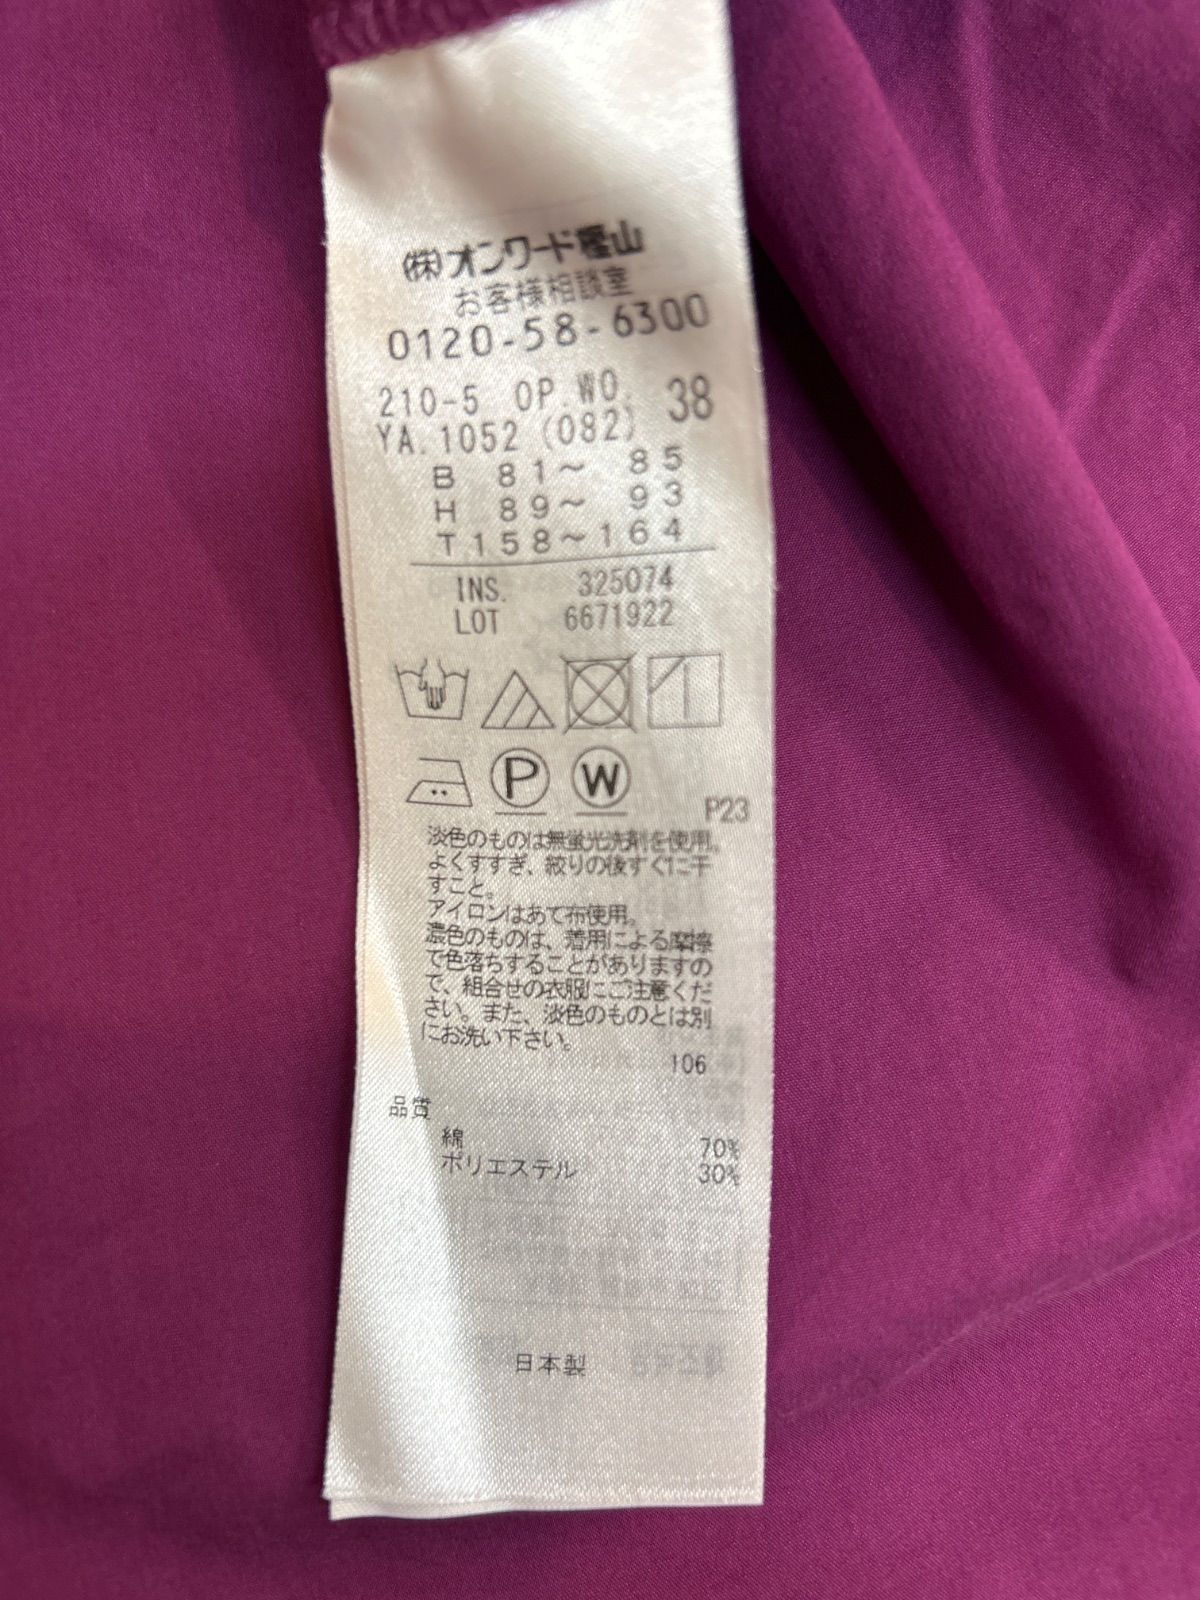 ㈱オンワード樫山
お客様相談室
0120-58-6300
210-5 OP.WO. 38
YA.1052 (082)
B 81~ 85
H 89~ 93
T158~164
INS. 325074
LOT 6671922
P W
P23
淡色のものは無蛍光洗剤を使用。
よくすすぎ、絞りの後すぐに干
すこと。
アイロンはあて布使用。
濃色のものは、着用による摩擦
で色落ちすることがありますの
で、組合せの衣服にご注意くだ
さい。また、淡色のものとは別
にお洗い下さい。
106
品質
綿 70%
ポリエステル 30%
日本製